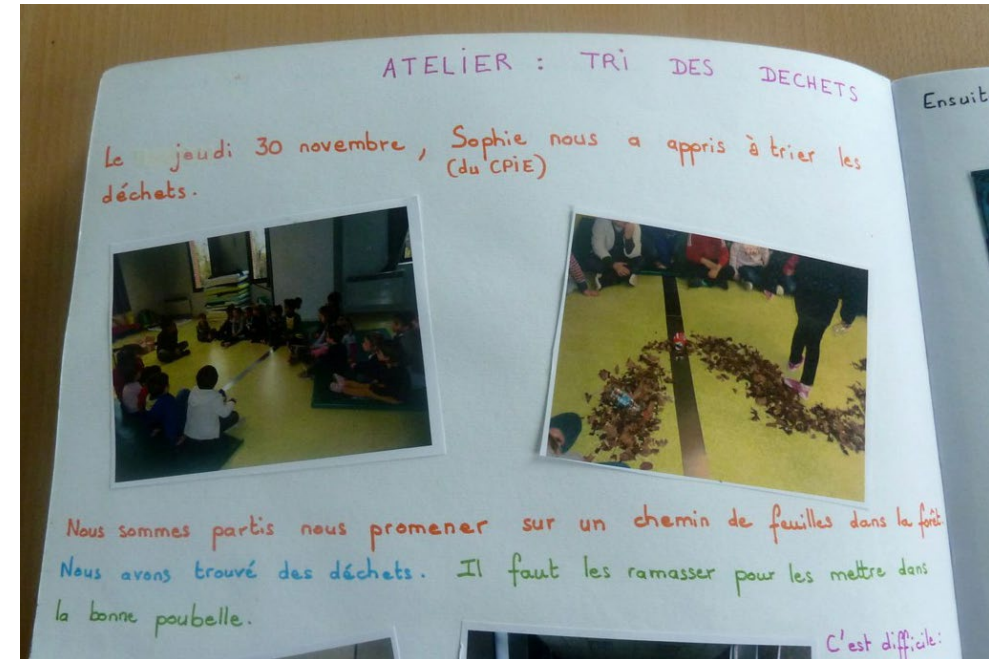 ATELIER : TRI DES DECHETS
Le jeudi 30 novembre, Sophie nous a appris à trier les
(du CPIE)
déchets.
Nous sommes partis nous promener sur un chemin de feuilles dans la forêt.
Nous avons trouvé des déchets. Il faut les ramasser pour les mettre dans
la bonne poubelle.
C'est difficile:
Ensuit